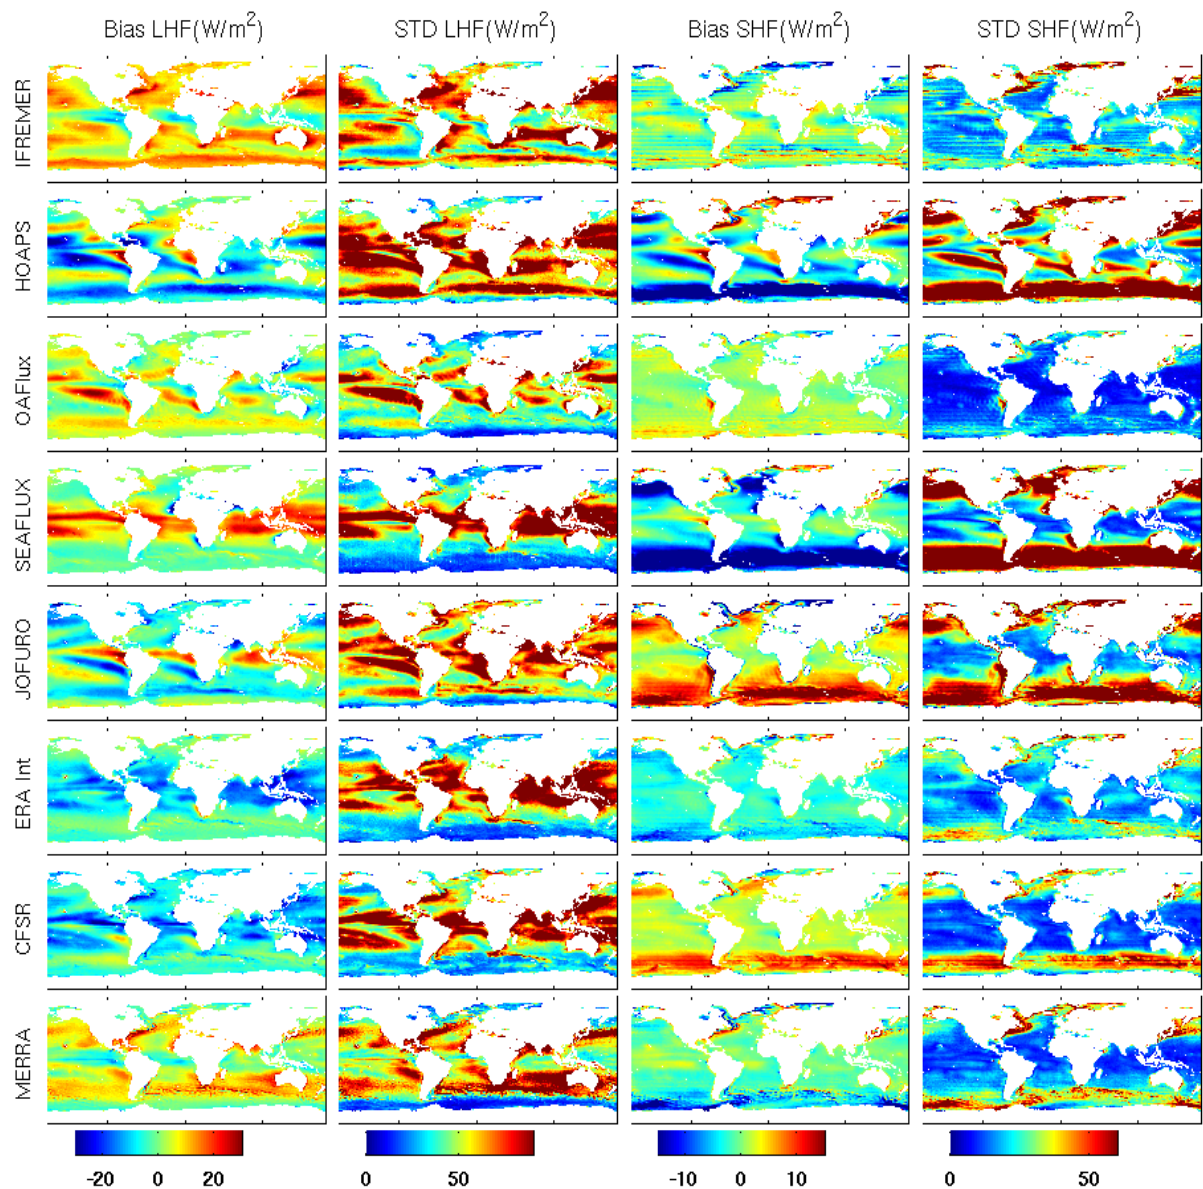 Bias LHF(W/m²) STD LHF(W/m²) Bias SHF(W/m²) STD SHF(W/m²)
IFREMER
HOAPS
OAFlux
SEAFLUX
JOFURO
ERA Int
CFSR
MERRA
-20 0 20 0 50 -10 0 10 0 50